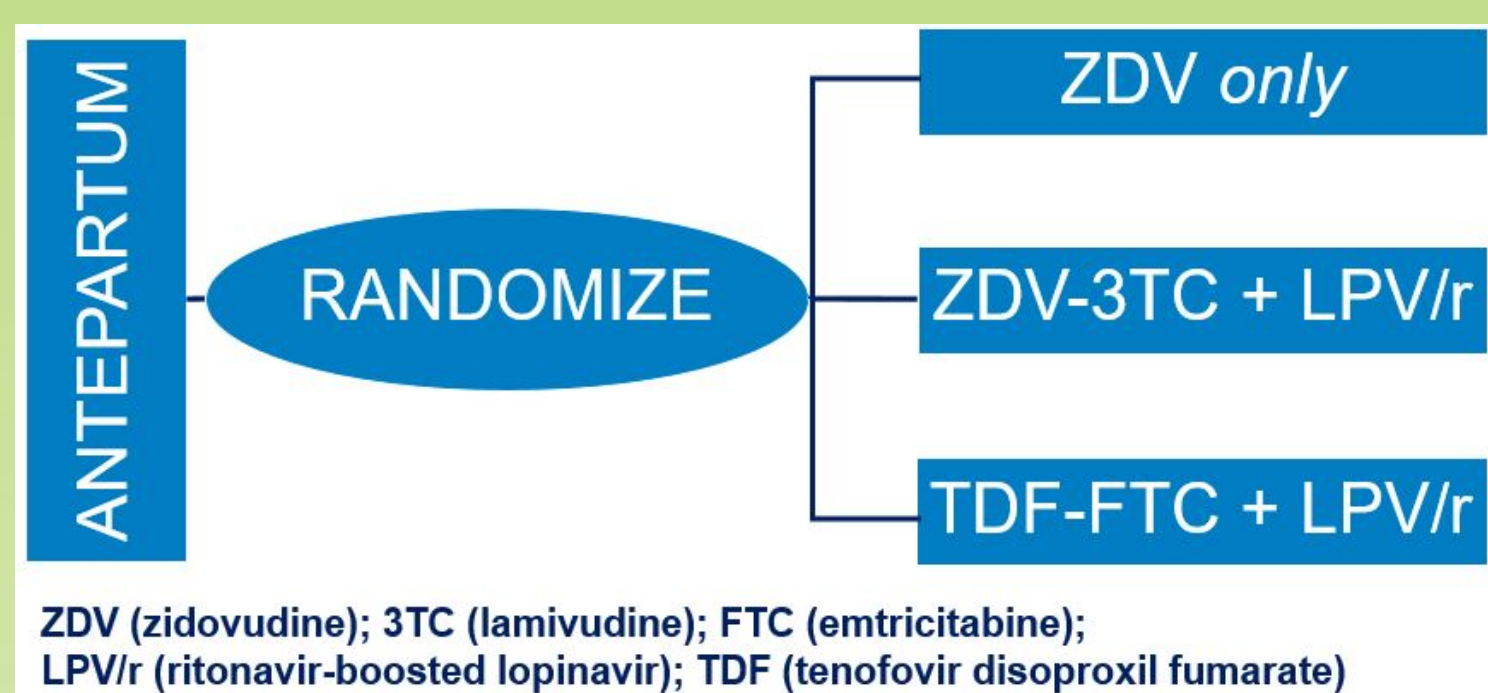 ANTEPARTUM
RANDOMIZE
ZDV only
ZDV-3TC + LPV/r
TDF-FTC + LPV/r
ZDV (zidovudine); 3TC (lamivudine); FTC (emtricitabine);
LPV/r (ritonavir-boosted lopinavir); TDF (tenofovir disoproxil fumarate)